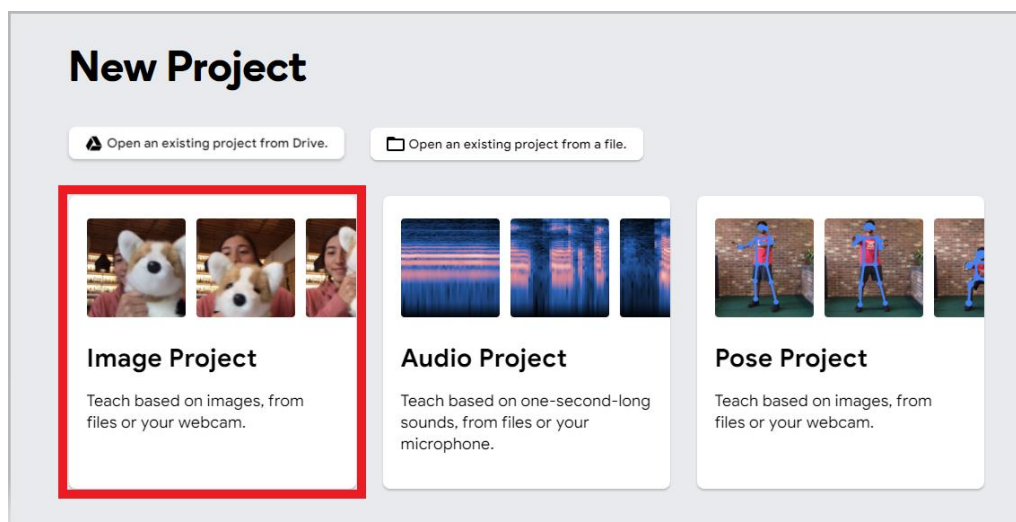 New Project
Open an existing project from Drive.
Open an existing project from a file.
Image Project
Teach based on images, from
files or your webcam.
Audio Project
Teach based on one-second-long
sounds, from files or your
microphone.
Pose Project
Teach based on images, from
files or your webcam.